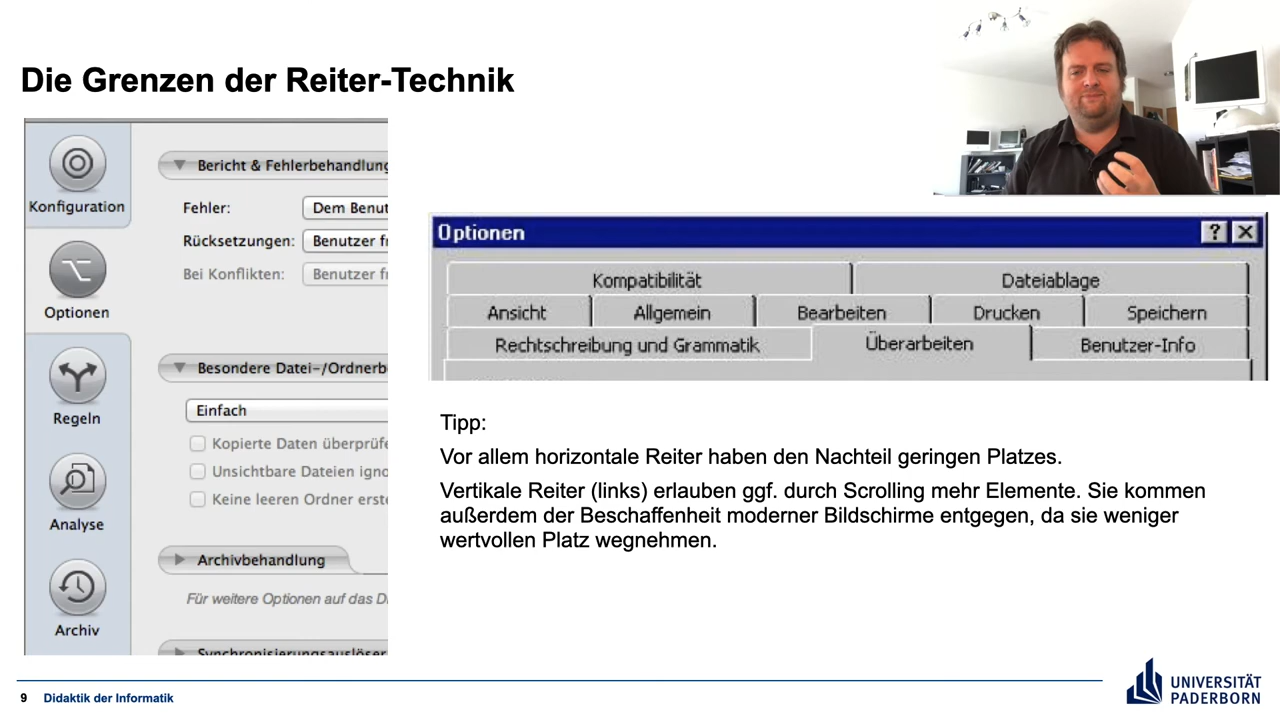 Die Grenzen der Reiter-Technik
Konfiguration
Optionen
Regeln
Analyse
Archiv
Bericht & Fehlerbehandlung
Fehler:
Dem Benut
Rücksetzungen:
Benutzer fr
Bei Konflikten:
Benutzer fr
Besondere Datei-/Ordnerb
Einfach
Kopierte Daten überprüfe
Unsichtbare Dateien igno
Keine leeren Ordner erste
Archivbehandlung
Für weitere Optionen auf das D
Synchronisierungsauslöser
Optionen
? X
Kompatibilität Dateiablage
Ansicht Allgemein Bearbeiten Drucken Speichern
Rechtschreibung und Grammatik Überarbeiten Benutzer-Info
Tipp:
Vor allem horizontale Reiter haben den Nachteil geringen Platzes.
Vertikale Reiter (links) erlauben ggf. durch Scrolling mehr Elemente. Sie kommen
außerdem der Beschaffenheit moderner Bildschirme entgegen, da sie weniger
wertvollen Platz wegnehmen.
9 Didaktik der Informatik
UNIVERSITÄT
PADERBORN